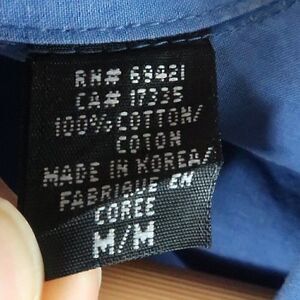 RN# 69421
CA# 17335
100% COTTON/
COTON
MADE IN KOREA/
FABRIQUE EN
COREE
M/M